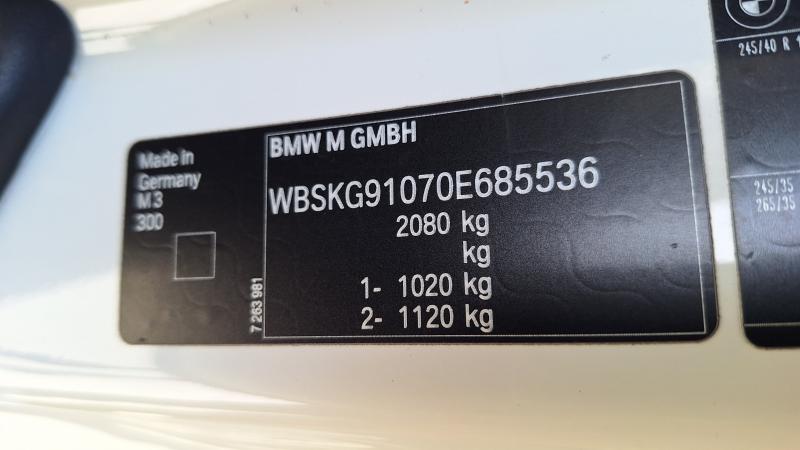 Made in
Germany
M3
300
7 263 981
BMW M GMBH
WBSKG91070E685536
2080 kg
kg
1- 1020 kg
2- 1120 kg
245/40 R
245/35
265/35